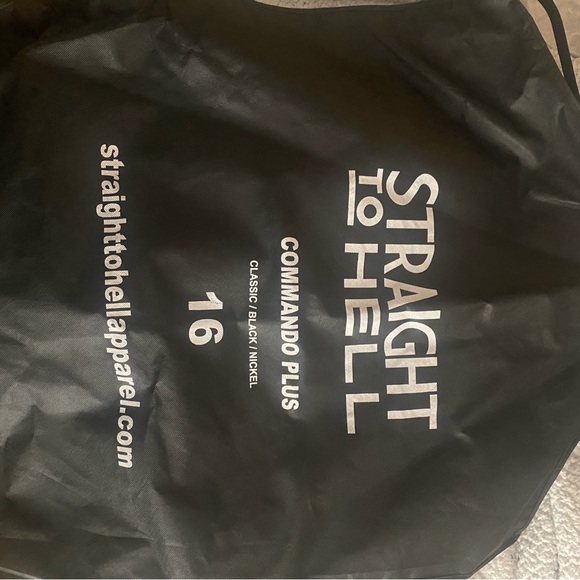 STRAIGHT
TO HELL
COMMANDO PLUS
CLASSIC / BLACK / NICKEL
16
straighttohellapparel.com